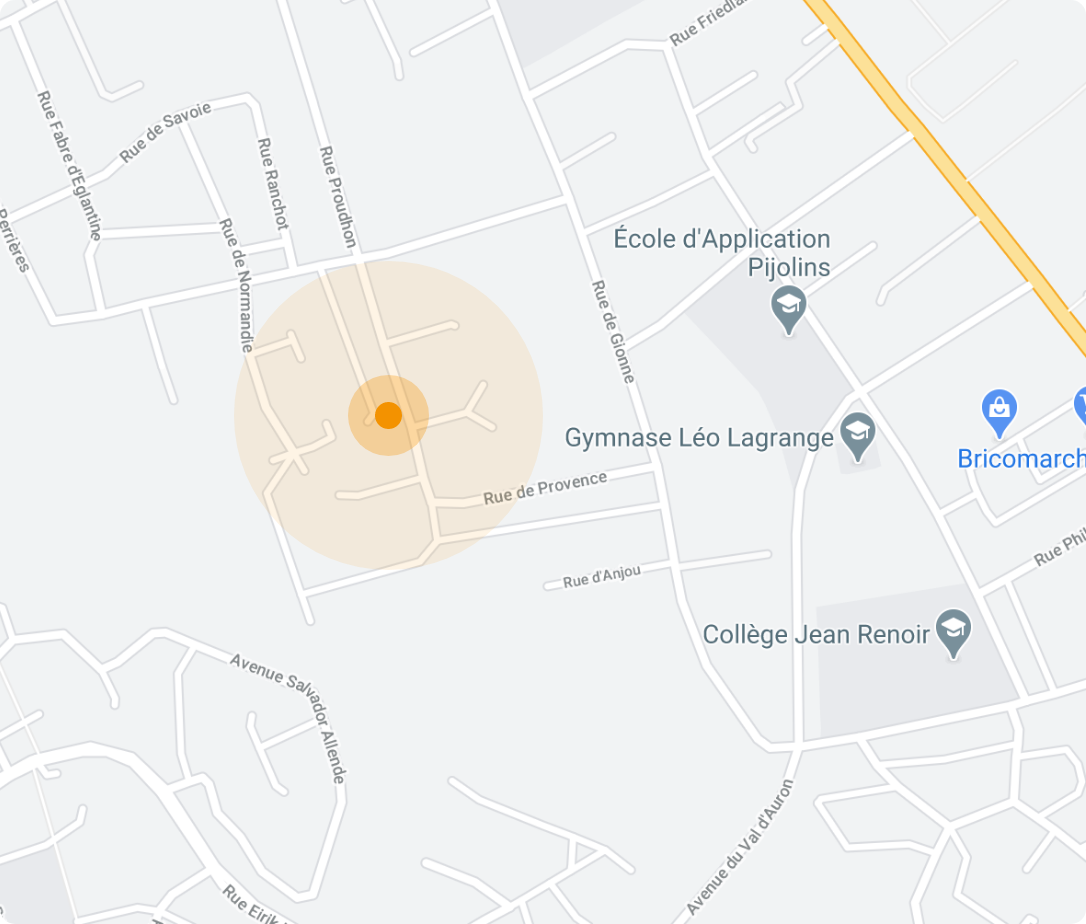 Rue Friedla
Rue Fabre d'Eglantine
Rue de Savoie
Rue Ranchot
Rue Proudhon
Perrières
Rue de Normandie
École d'Application
Pijolins
Rue de Gionne
Gymnase Léo Lagrange
Bricomarch
Rue de Provence
Rue Phil
Rue d'Anjou
Collège Jean Renoir
Avenue Salvador Allende
Avenue du Val d'Auron
Rue Eirik